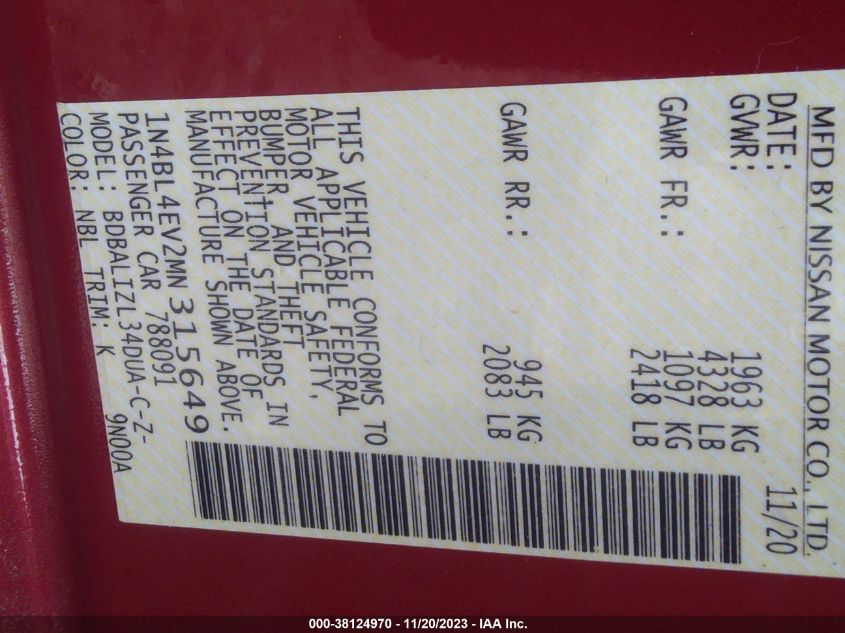 MFD BY NISSAN MOTOR CO., LTD.
DATE: 11/20
GVWR: 1963 KG
4328 LB
GAWR FR.: 1097 KG
2418 LB
GAWR RR.: 945 KG
2083 LB
THIS VEHICLE CONFORMS TO
ALL APPLICABLE FEDERAL
MOTOR VEHICLE SAFETY,
BUMPER, AND THEFT
PREVENTION STANDARDS IN
EFFECT ON THE DATE OF
MANUFACTURE SHOWN ABOVE.
1N4BL4EV2MN315649
PASSENGER CAR 788091
MODEL: BDBALIZL34DUA-C-Z-
COLOR: NBL TRIM: K 9N00A
000-38124970 - 11/20/2023 - IAA Inc.